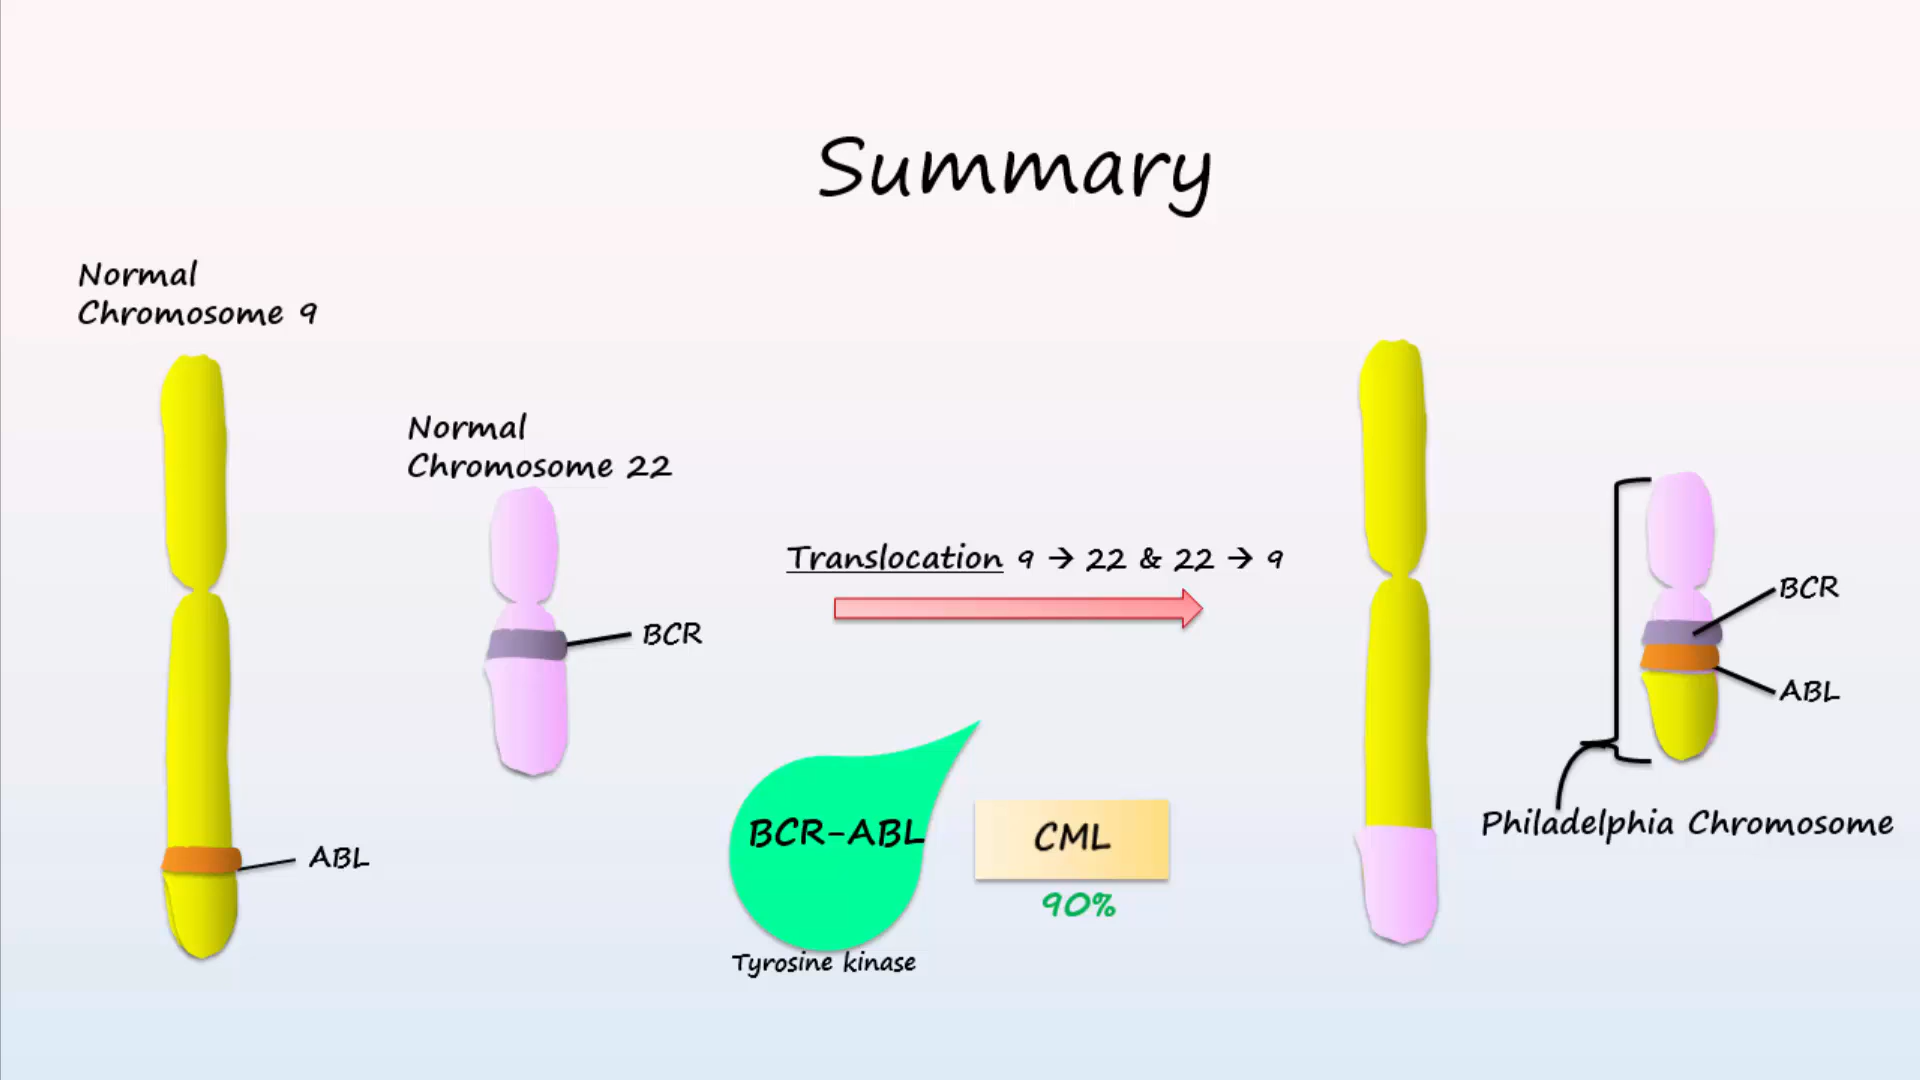 Summary
Normal
Chromosome 9
Normal
Chromosome 22
Translocation 9 → 22 & 22 → 9
BCR
BCR
ABL
BCR-ABL
CML
Philadelphia Chromosome
ABL
90%
Tyrosine kinase